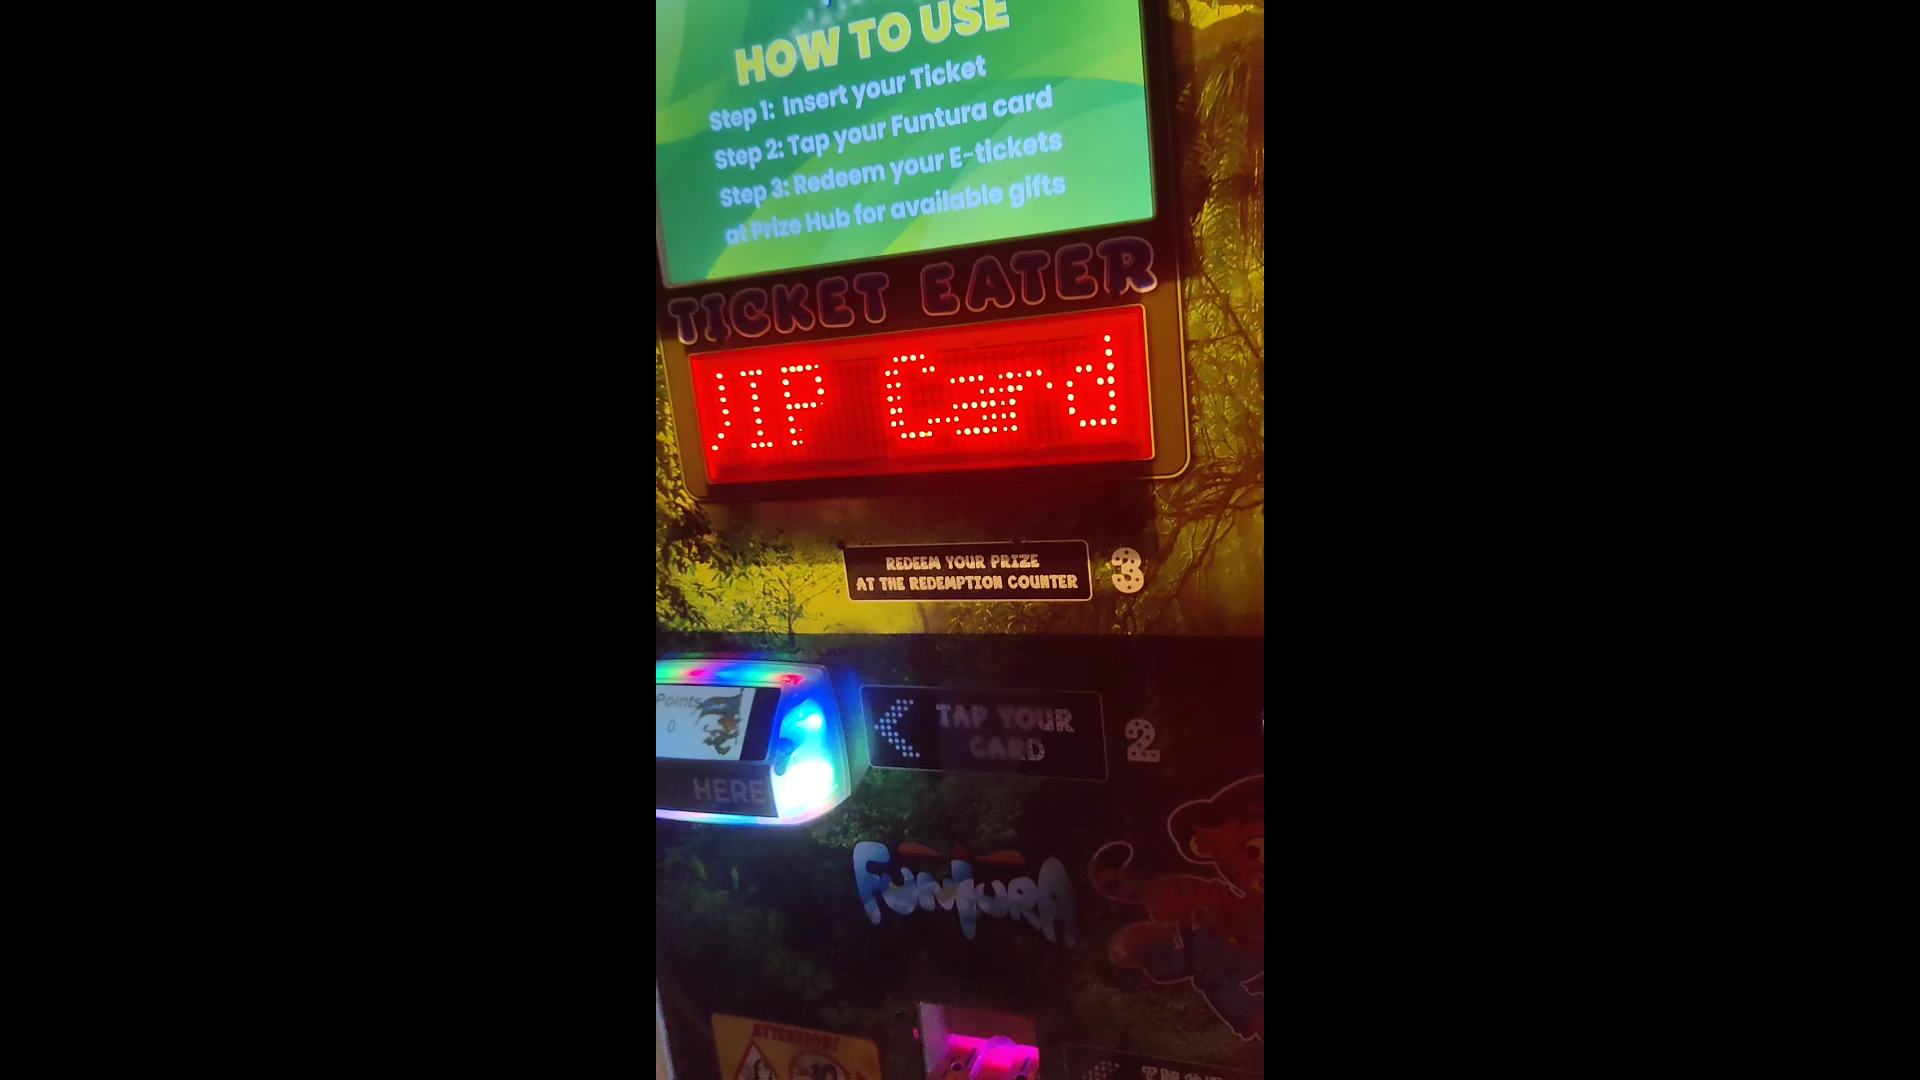 HOW TO USE
Step 1: Insert your Ticket
Step 2: Tap your Funtura card
Step 3: Redeem your E-tickets
at Prize Hub for available gifts
TICKET EATER
VIP Card
REDEEM YOUR PRIZE
AT THE REDEMPTION COUNTER
3
Points
0
HERE
TAP YOUR
CARD
2
FUNTURA
ATTENTION!